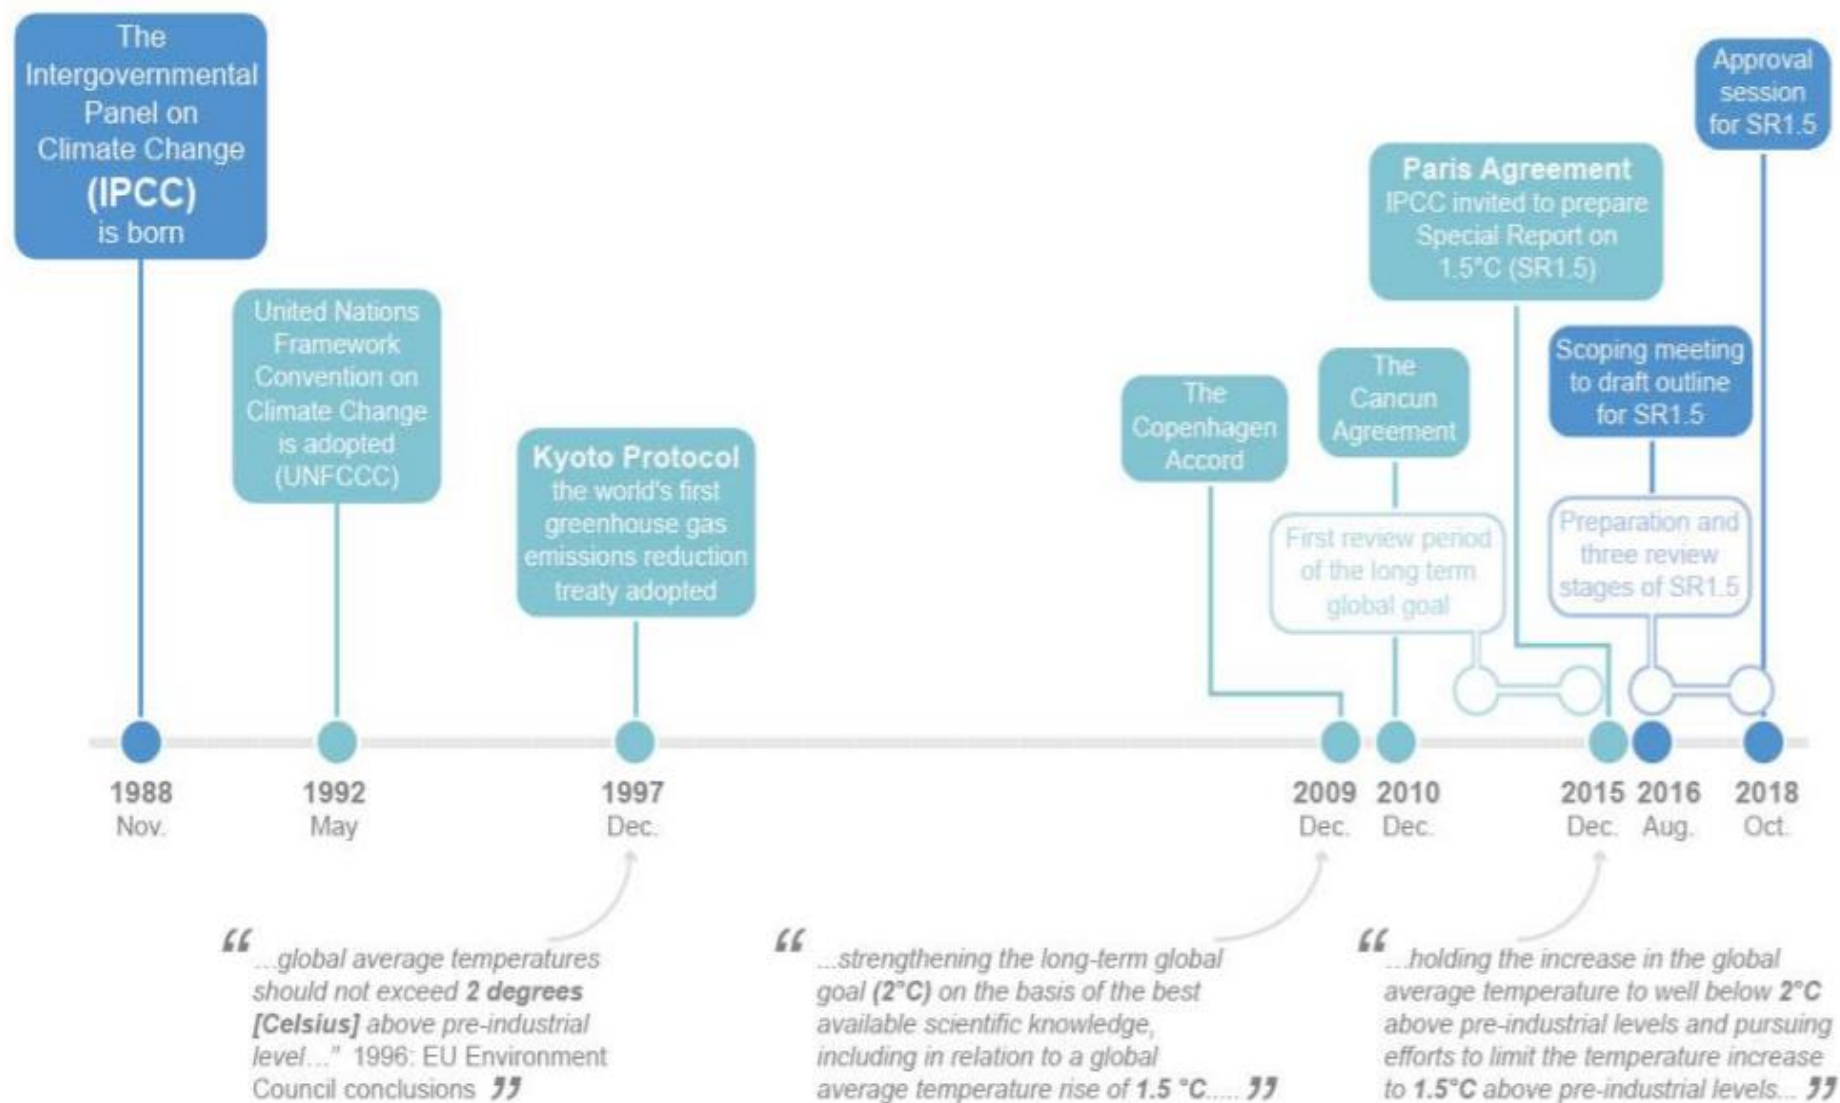 The
Intergovernmental
Panel on
Climate Change
(IPCC)
is born
United Nations
Framework
Convention on
Climate Change
is adopted
(UNFCCC)
Kyoto Protocol
the world's first
greenhouse gas
emissions reduction
treaty adopted
The
Copenhagen
Accord
The
Cancun
Agreement
First review period
of the long term
global goal
Paris Agreement
IPCC invited to prepare
Special Report on
1.5°C (SR1.5)
Scoping meeting
to draft outline
for SR1.5
Preparation and
three review
stages of SR1.5
Approval
session
for SR1.5
1988
Nov.
1992
May
1997
Dec.
2009
Dec.
2010
Dec.
2015
Dec.
2016
Aug.
2018
Oct.
“ ...global average temperatures
should not exceed 2 degrees
[Celsius] above pre-industrial
level...” 1996: EU Environment
Council conclusions ”
“ ...strengthening the long-term global
goal (2°C) on the basis of the best
available scientific knowledge,
including in relation to a global
average temperature rise of 1.5 °C..... ”
“ ...holding the increase in the global
average temperature to well below 2°C
above pre-industrial levels and pursuing
efforts to limit the temperature increase
to 1.5°C above pre-industrial levels... ”